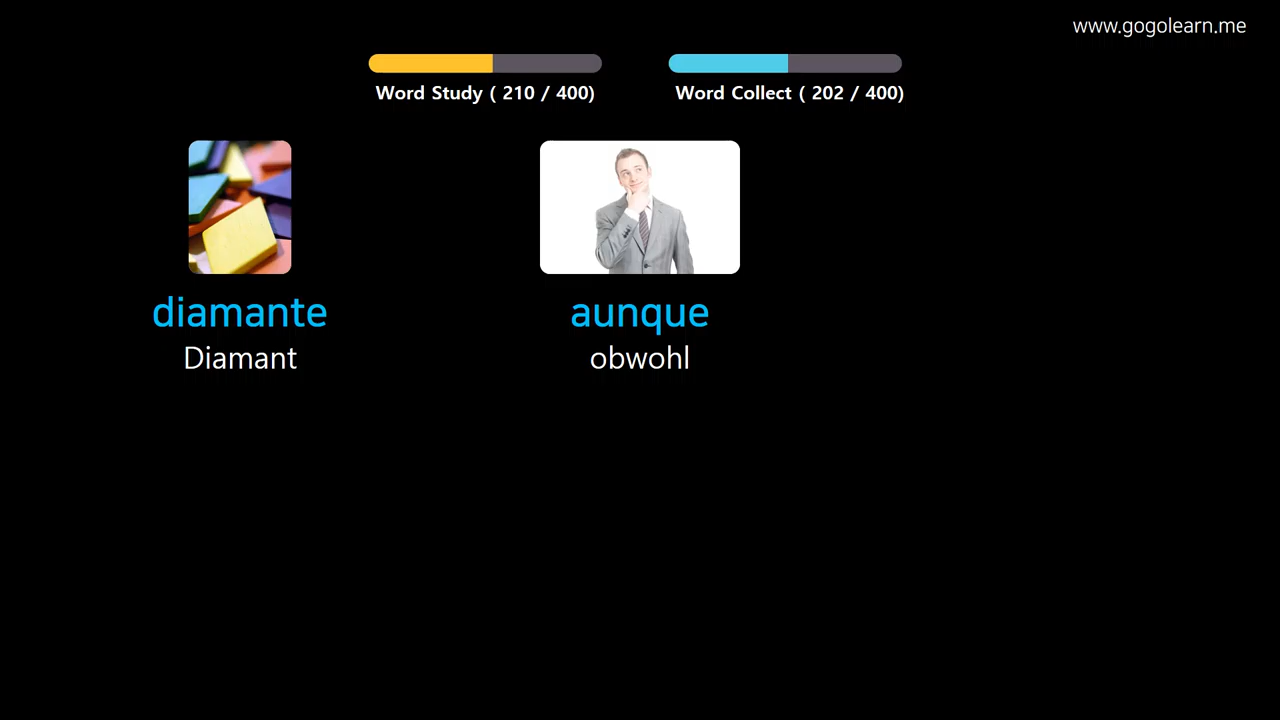 www.gogolearn.me
Word Study ( 210 / 400)
Word Collect ( 202 / 400)
diamante
Diamant
aunque
obwohl